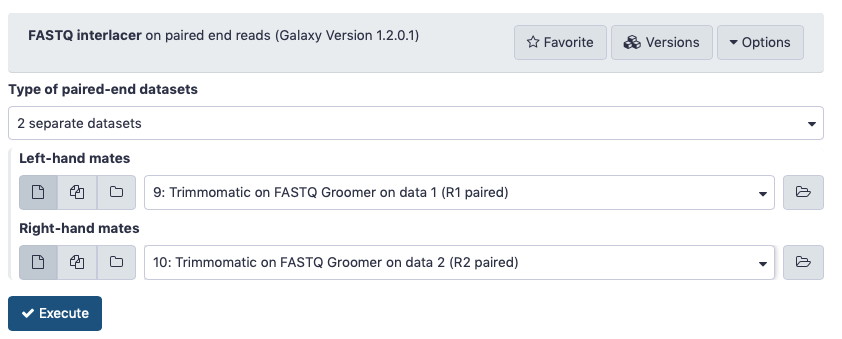 FASTQ interlacer on paired end reads (Galaxy Version 1.2.0.1)
Favorite
Versions
Options
Type of paired-end datasets
2 separate datasets
Left-hand mates
9: Trimmomatic on FASTQ Groomer on data 1 (R1 paired)
Right-hand mates
10: Trimmomatic on FASTQ Groomer on data 2 (R2 paired)
Execute